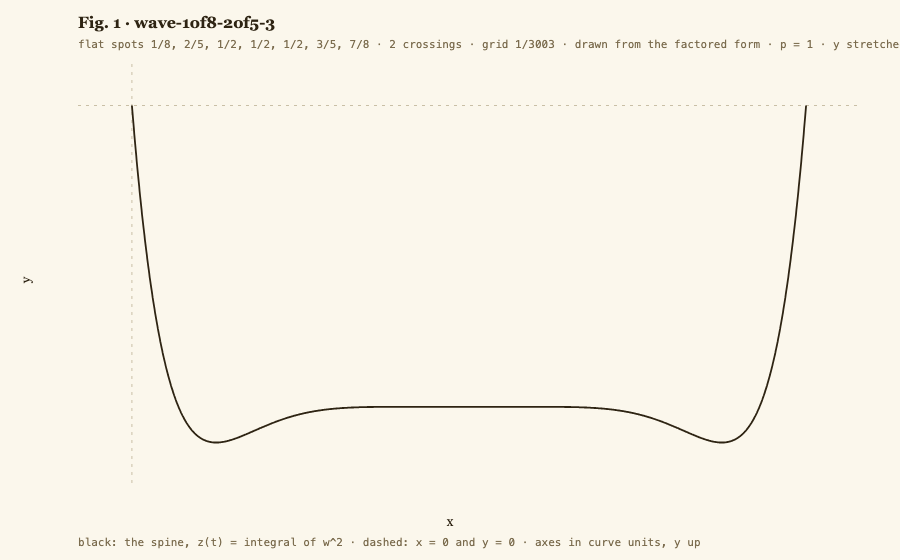 Fig. 1 · wave-1of8-2of5-3
flat spots 1/8, 2/5, 1/2, 1/2, 1/2, 3/5, 7/8 · 2 crossings · grid 1/3003 · drawn from the factored form · p = 1 · y stretche
y
x
black: the spine, z(t) = integral of w^2 · dashed: x = 0 and y = 0 · axes in curve units, y up